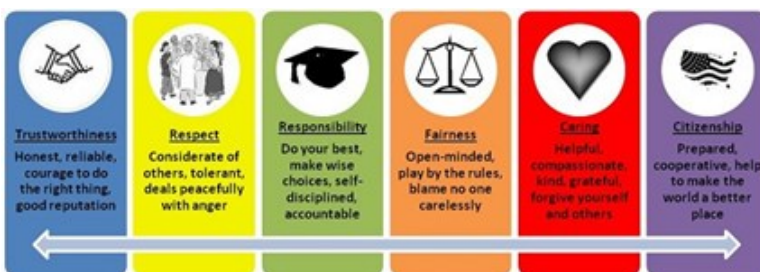 Trustworthiness
Honest, reliable,
courage to do
the right thing,
good reputation
Respect
Considerate of
others, tolerant,
deals peacefully
with anger
Responsibility
Do your best,
make wise
choices, self-
disciplined,
accountable
Fairness
Open-minded,
play by the rules,
blame no one
carelessly
Caring
Helpful,
compassionate,
kind, grateful,
forgive yourself
and others
Citizenship
Prepared,
cooperative, help
to make the
world a better
place